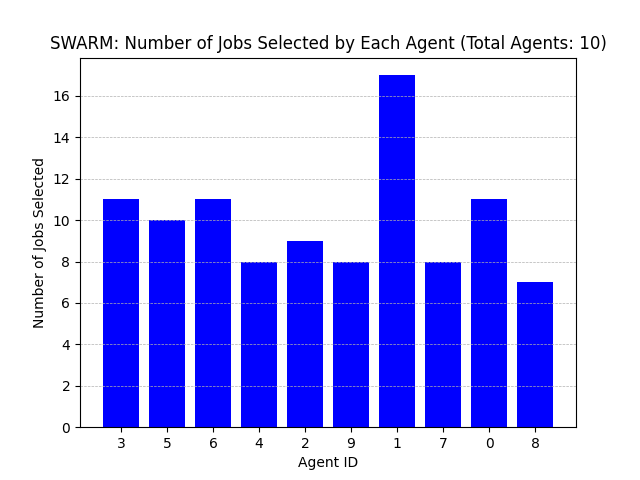 SWARM: Number of Jobs Selected by Each Agent (Total Agents: 10)
16
14
12
10
8
6
4
2
0
Number of Jobs Selected
3 5 6 4 2 9 1 7 0 8
Agent ID